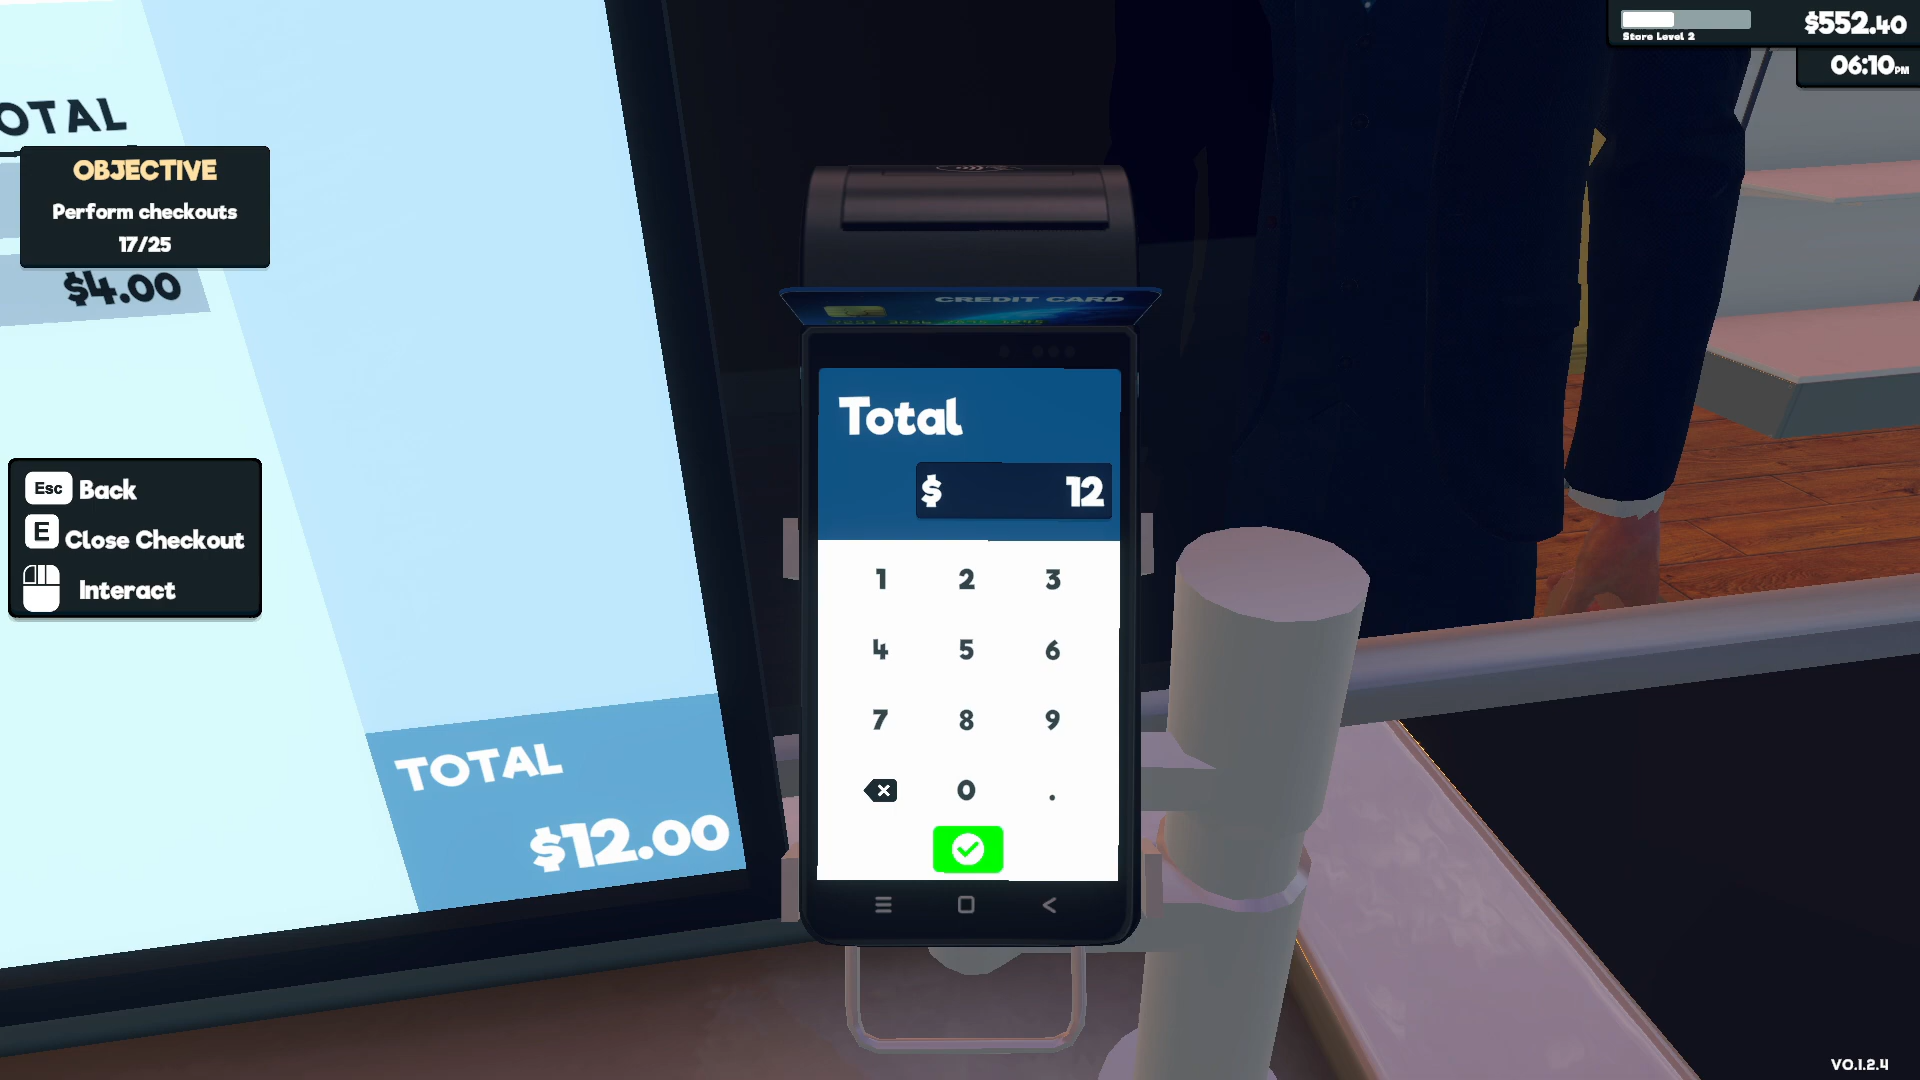 $552.40
Store Level 2
06:10PM
OTAL
OBJECTIVE
Perform checkouts
17/25
$4.00
CREDIT CARD
Total
$ 12
Esc Back
E Close Checkout
Interact
1 2 3
4 5 6
7 8 9
0 .
TOTAL
$12.00
V0.1.2.4